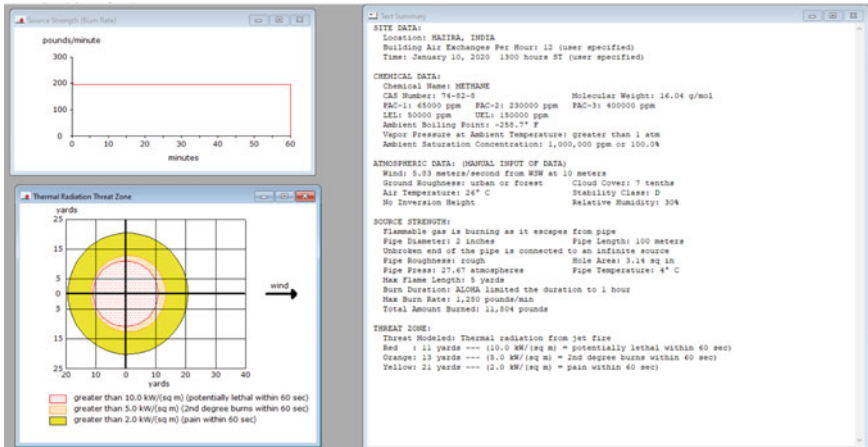 Source Strength (Burn Rate)
pounds/minute
300
200
100
0
0 10 20 30 40 50 60
minutes
Thermal Radiation Threat Zone
yards
25
15
5
0
5
15
25
20 10 0 10 20 30 40
yards
wind
greater than 10.0 kW/(sq m) (potentially lethal within 60 sec)
greater than 5.0 kW/(sq m) (2nd degree burns within 60 sec)
greater than 2.0 kW/(sq m) (pain within 60 sec)
Text Summary
SITE DATA:
Location: HAZIRA, INDIA
Building Air Exchanges Per Hour: 12 (user specified)
Time: January 10, 2020 1300 hours ST (user specified)
CHEMICAL DATA:
Chemical Name: METHANE
CAS Number: 74-82-8 Molecular Weight: 16.04 g/mol
PAC-1: 65000 ppm PAC-2: 230000 ppm PAC-3: 400000 ppm
LEL: 50000 ppm UEL: 150000 ppm
Ambient Boiling Point: -258.7° F
Vapor Pressure at Ambient Temperature: greater than 1 atm
Ambient Saturation Concentration: 1,000,000 ppm or 100.0%
ATMOSPHERIC DATA: (MANUAL INPUT OF DATA)
Wind: 5.83 meters/second from WSW at 10 meters
Ground Roughness: urban or forest Cloud Cover: 7 tenths
Air Temperature: 26° C Stability Class: D
No Inversion Height Relative Humidity: 30%
SOURCE STRENGTH:
Flammable gas is burning as it escapes from pipe
Pipe Diameter: 2 inches Pipe Length: 100 meters
Unbroken end of the pipe is connected to an infinite source
Pipe Roughness: rough Hole Area: 3.14 sq in
Pipe Press: 27.67 atmospheres Pipe Temperature: 4° C
Max Flame Length: 5 yards
Burn Duration: ALOHA limited the duration to 1 hour
Max Burn Rate: 1,280 pounds/min
Total Amount Burned: 11,804 pounds
THREAT ZONE:
Threat Modeled: Thermal radiation from jet fire
Red : 11 yards --- (10.0 kW/(sq m) = potentially lethal within 60 sec)
Orange: 13 yards --- (5.0 kW/(sq m) = 2nd degree burns within 60 sec)
Yellow: 21 yards --- (2.0 kW/(sq m) = pain within 60 sec)